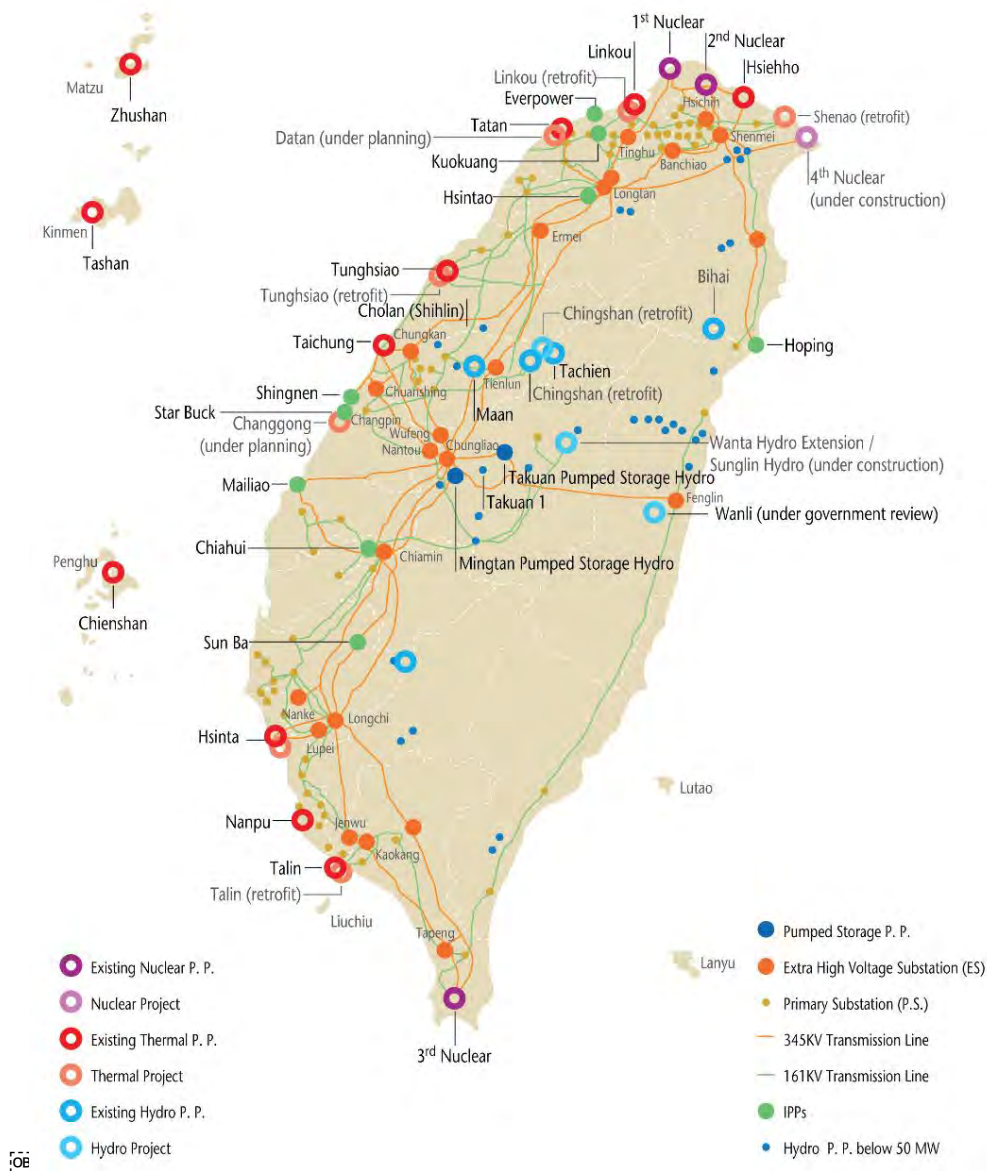 1st Nuclear
2nd Nuclear
Linkou
Hsiehho
Linkou (retrofit)
Everpower
Hsichih
Shenao (retrofit)
Matzu
Zhushan
Tatan
Datan (under planning)
Kuokuang
Tinghu
Banchiao
Shenmei
4th Nuclear
(under construction)
Hsintao
Longtan
Kinmen
Tashan
Ermei
Tunghsiao
Tunghsiao (retrofit)
Cholan (Shihlin)
Bihai
Chingshan (retrofit)
Taichung
Chungkan
Hoping
Tachien
Tienlun
Chingshan (retrofit)
Shingnen
Chuanshing
Maan
Star Buck
Changgong
(under planning)
Changpin
Wufeng
Nantou
Chungliao
Wanta Hydro Extension /
Sunglin Hydro (under construction)
Takuan Pumped Storage Hydro
Mailiao
Takuan 1
Fenglin
Wanli (under government review)
Chiahui
Chiamin
Mingtan Pumped Storage Hydro
Penghu
Chienshan
Sun Ba
Nanke
Longchi
Hsinta
Lupei
Lutao
Nanpu
Jenwu
Kaokang
Talin
Talin (retrofit)
Liuchiu
Tapeng
Lanyu
3rd Nuclear
Existing Nuclear P. P.
Nuclear Project
Existing Thermal P. P.
Thermal Project
Existing Hydro P. P.
Hydro Project
Pumped Storage P. P.
Extra High Voltage Substation (ES)
Primary Substation (P.S.)
345KV Transmission Line
161KV Transmission Line
IPPs
Hydro P. P. below 50 MW
OB